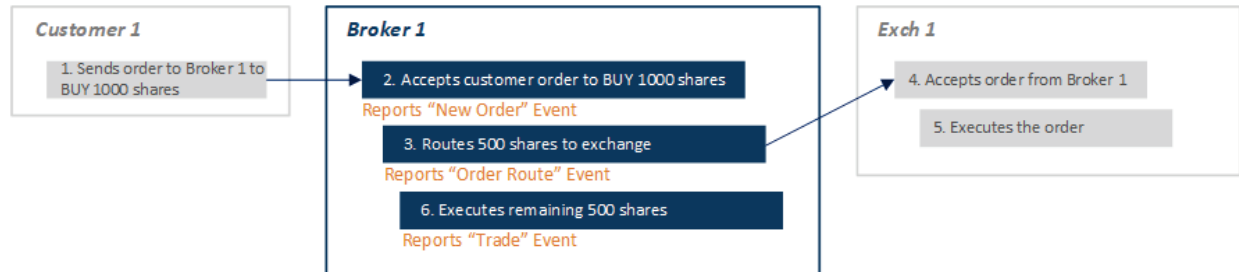 Customer 1
1. Sends order to Broker 1 to
BUY 1000 shares
Broker 1
2. Accepts customer order to BUY 1000 shares
Reports “New Order” Event
3. Routes 500 shares to exchange
Reports “Order Route” Event
6. Executes remaining 500 shares
Reports “Trade” Event
Exch 1
4. Accepts order from Broker 1
5. Executes the order